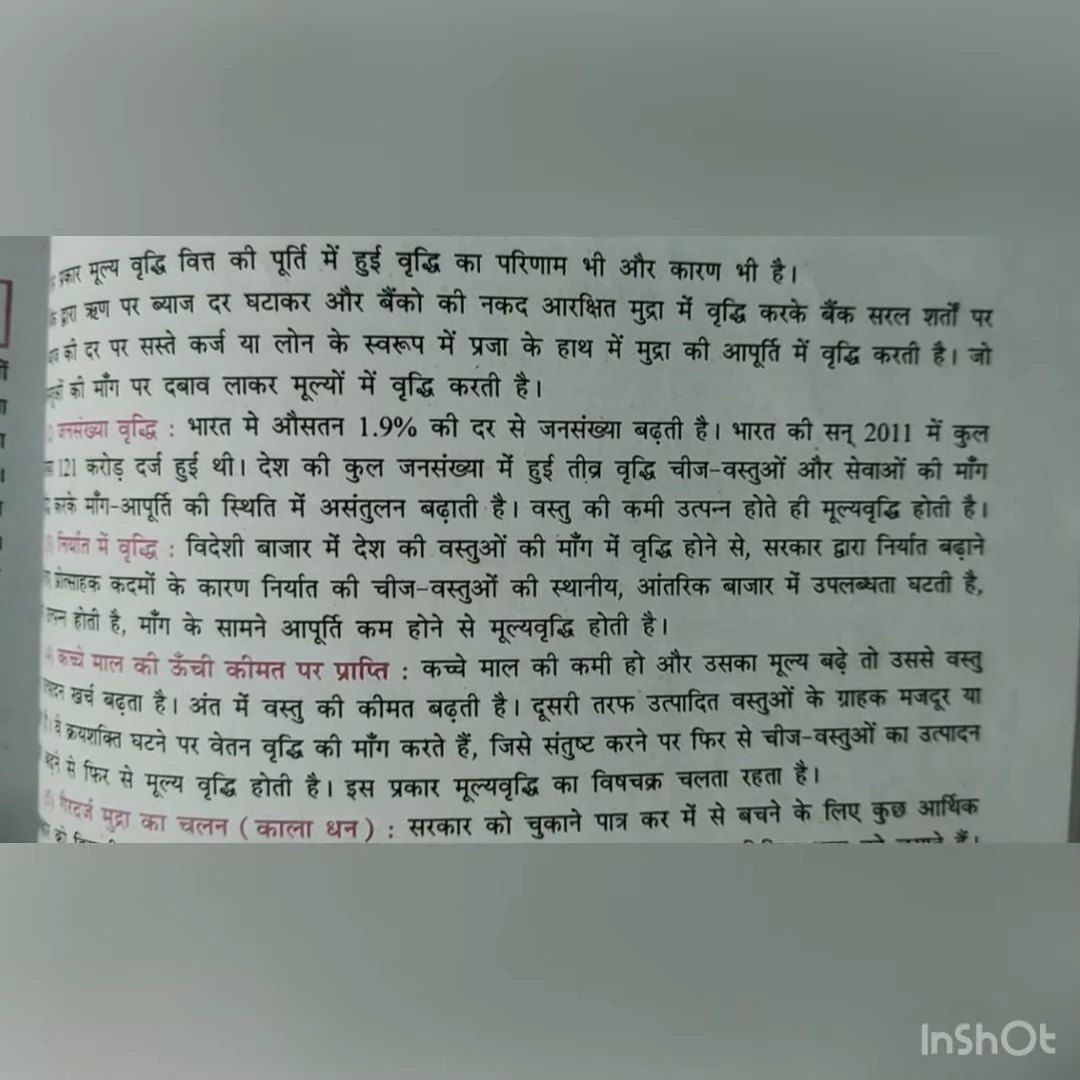 प्रकार मूल्य वृद्धि वित्त की पूर्ति में हुई वृद्धि का परिणाम भी और कारण भी है।
द्वारा ऋण पर ब्याज दर घटाकर और बैंको की नकद आरक्षित मुद्रा में वृद्धि करके बैंक सरल शर्तों पर
की दर पर सस्ते कर्ज या लोन के स्वरूप में प्रजा के हाथ में मुद्रा की आपूर्ति में वृद्धि करती है। जो
की माँग पर दबाव लाकर मूल्यों में वृद्धि करती है।
जनसंख्या वृद्धि : भारत मे औसतन 1.9% की दर से जनसंख्या बढ़ती है। भारत की सन् 2011 में कुल
121 करोड़ दर्ज हुई थी। देश की कुल जनसंख्या में हुई तीव्र वृद्धि चीज-वस्तुओं और सेवाओं की माँग
करके माँग-आपूर्ति की स्थिति में असंतुलन बढ़ाती है। वस्तु की कमी उत्पन्न होते ही मूल्यवृद्धि होती है।
निर्यात में वृद्धि : विदेशी बाजार में देश की वस्तुओं की माँग में वृद्धि होने से, सरकार द्वारा निर्यात बढ़ाने
प्रोत्साहक कदमों के कारण निर्यात की चीज-वस्तुओं की स्थानीय, आंतरिक बाजार में उपलब्धता घटती है,
होती है, माँग के सामने आपूर्ति कम होने से मूल्यवृद्धि होती है।
कच्चे माल की ऊँची कीमत पर प्राप्ति : कच्चे माल की कमी हो और उसका मूल्य बढ़े तो उससे वस्तु
खर्च बढ़ता है। अंत में वस्तु की कीमत बढ़ती है। दूसरी तरफ उत्पादित वस्तुओं के ग्राहक मजदूर या
वे क्रयशक्ति घटने पर वेतन वृद्धि की माँग करते हैं, जिसे संतुष्ट करने पर फिर से चीज-वस्तुओं का उत्पादन
से फिर से मूल्य वृद्धि होती है। इस प्रकार मूल्यवृद्धि का विषचक्र चलता रहता है।
गैरदर्ज मुद्रा का चलन (काला धन) : सरकार को चुकाने पात्र कर में से बचने के लिए कुछ आर्थिक
InShOt